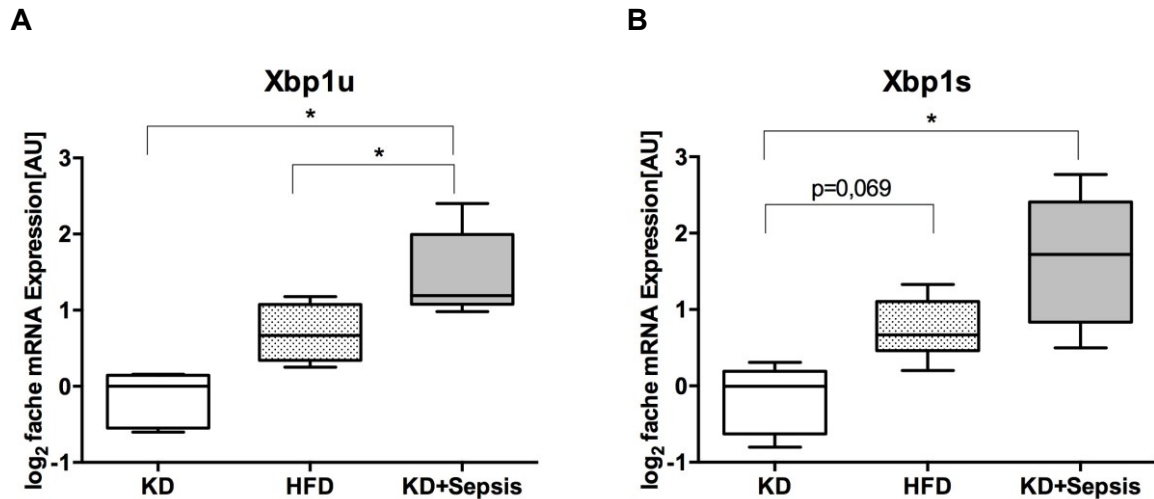 A
Xbp1u
*
*
log2 fache mRNA Expression[AU]
3
2
1
0
-1
KD HFD KD+Sepsis
B
Xbp1s
*
p=0,069
log2 fache mRNA Expression[AU]
3
2
1
0
-1
KD HFD KD+Sepsis